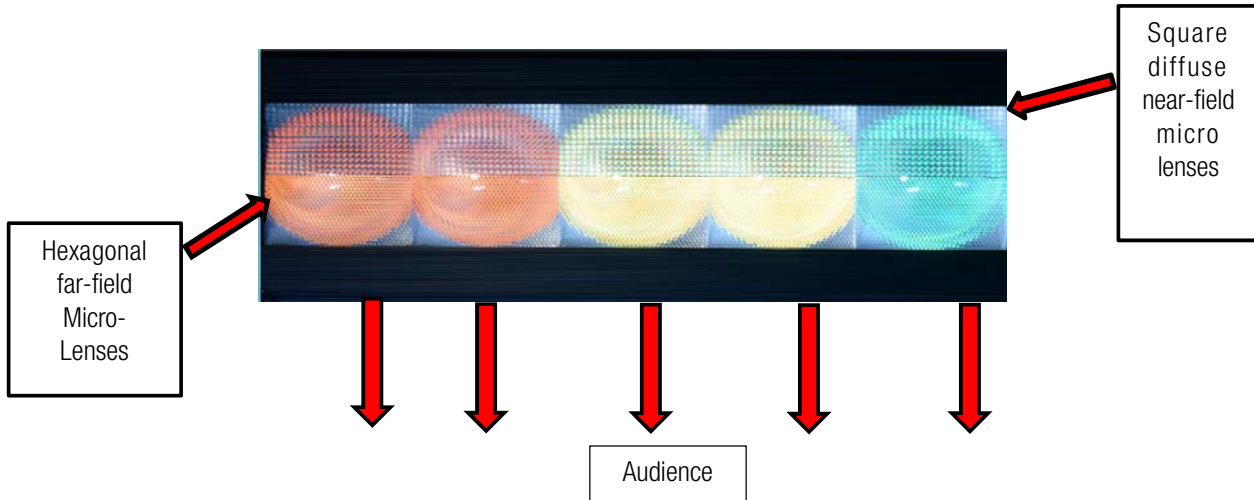 Square
diffuse
near-field
micro
lenses
Hexagonal
far-field
Micro-
Lenses
Audience